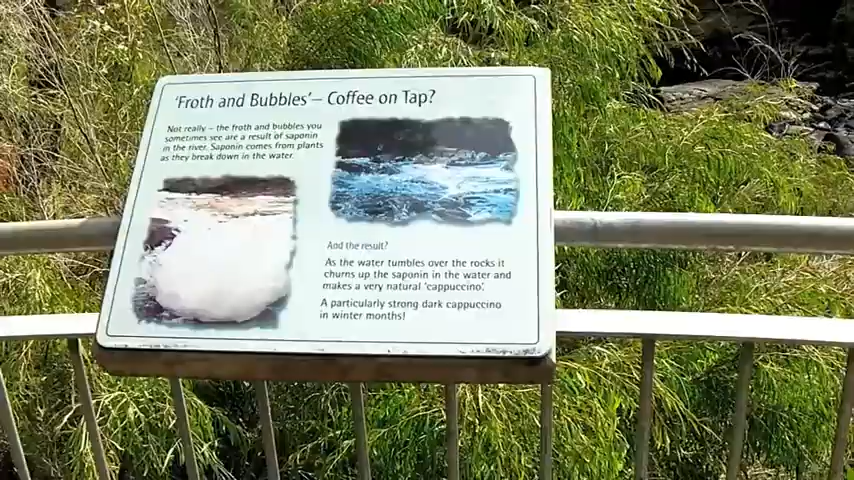 'Froth and Bubbles' – Coffee on Tap?
Not really – the froth and bubbles you
sometimes see are a result of saponin
in the river. Saponin comes from plants
as they break down in the water.
And the result?
As the water tumbles over the rocks it
churns up the saponin in the water and
makes a very natural 'cappuccino'.
A particularly strong dark cappuccino
in winter months!